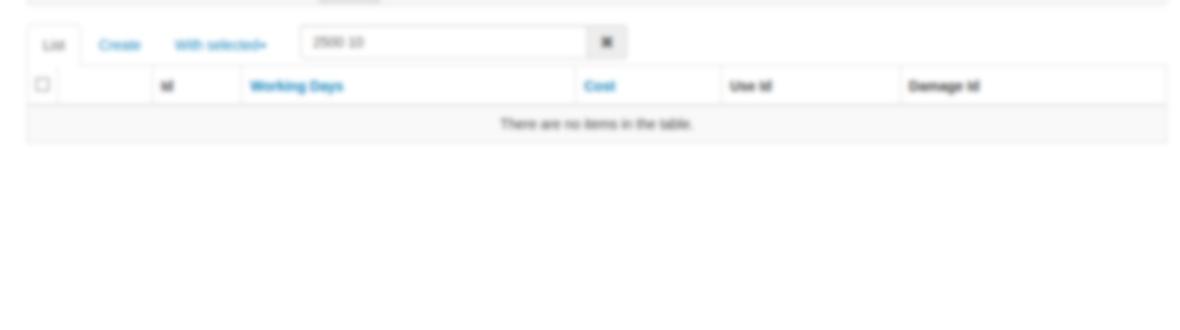 List Create With selected 2500 10
Id Working Days Cost Use Id Damage Id
There are no items in the table.